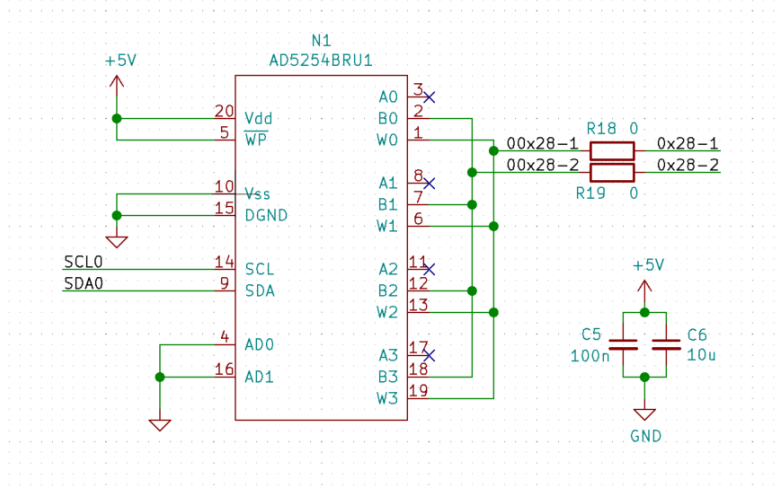 N1
AD5254BRU1
+5V
20 Vdd
5 WP
10 Vss
15 DGND
SCL0 14 SCL
SDA0 9 SDA
4 AD0
16 AD1
A0 3
B0 2
W0 1
A1 8
B1 7
W1 6
A2 11
B2 12
W2 13
A3 17
B3 18
W3 19
R18 0
00x28-1 0x28-1
00x28-2 0x28-2
R19 0
+5V
C5 C6
100n 10u
GND